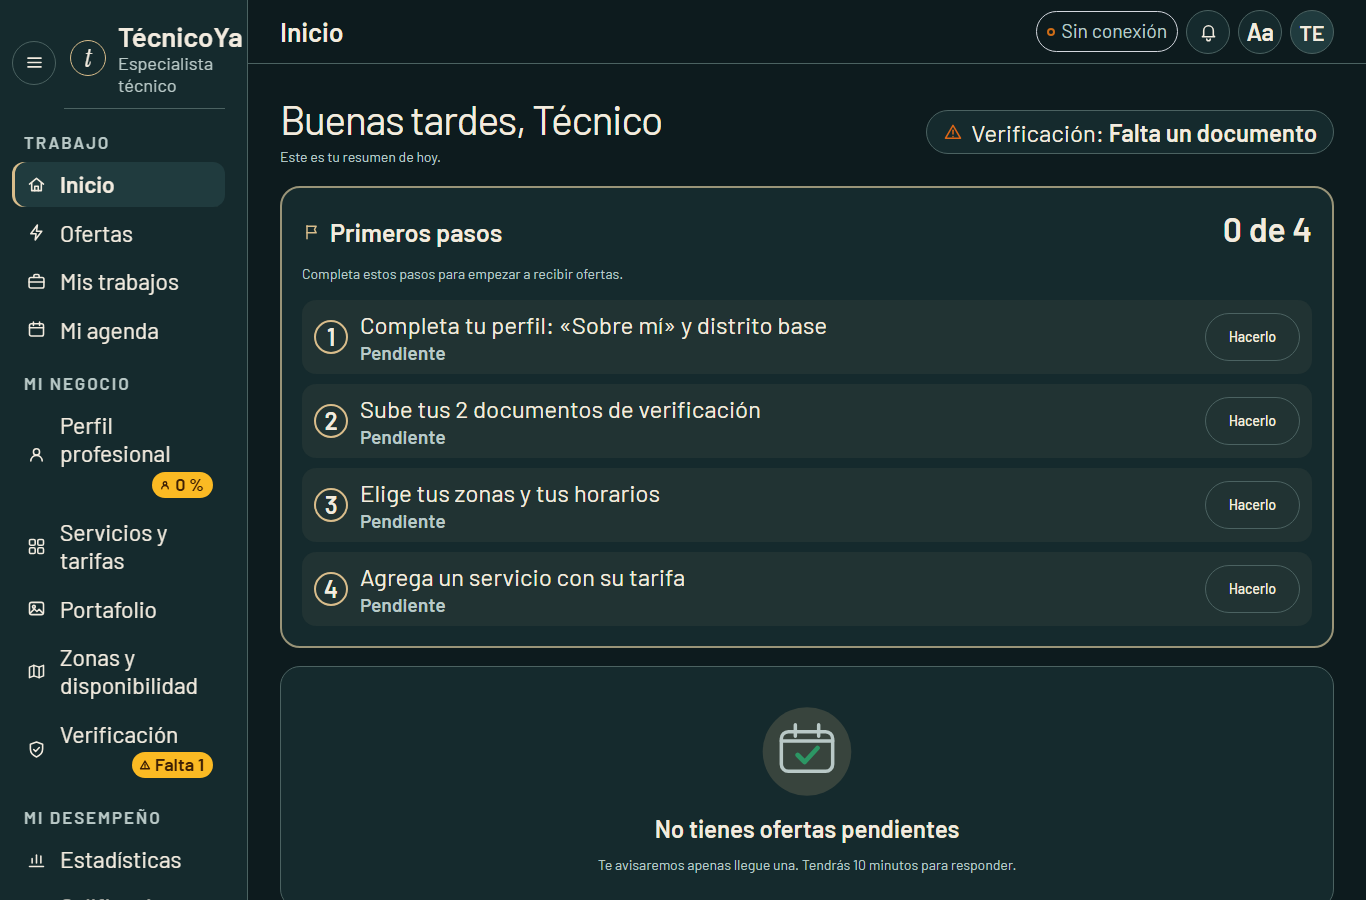 t
TécnicoYa
Especialista
técnico
TRABAJO
Inicio
Ofertas
Mis trabajos
Mi agenda
MI NEGOCIO
Perfil
profesional
0 %
Servicios y
tarifas
Portafolio
Zonas y
disponibilidad
Verificación
Falta 1
MI DESEMPEÑO
Estadísticas
Inicio
Sin conexión
Aa
TE
Buenas tardes, Técnico
Este es tu resumen de hoy.
Verificación: Falta un documento
Primeros pasos
0 de 4
Completa estos pasos para empezar a recibir ofertas.
1
Completa tu perfil: «Sobre mí» y distrito base
Pendiente
Hacerlo
2
Sube tus 2 documentos de verificación
Pendiente
Hacerlo
3
Elige tus zonas y tus horarios
Pendiente
Hacerlo
4
Agrega un servicio con su tarifa
Pendiente
Hacerlo
No tienes ofertas pendientes
Te avisaremos apenas llegue una. Tendrás 10 minutos para responder.